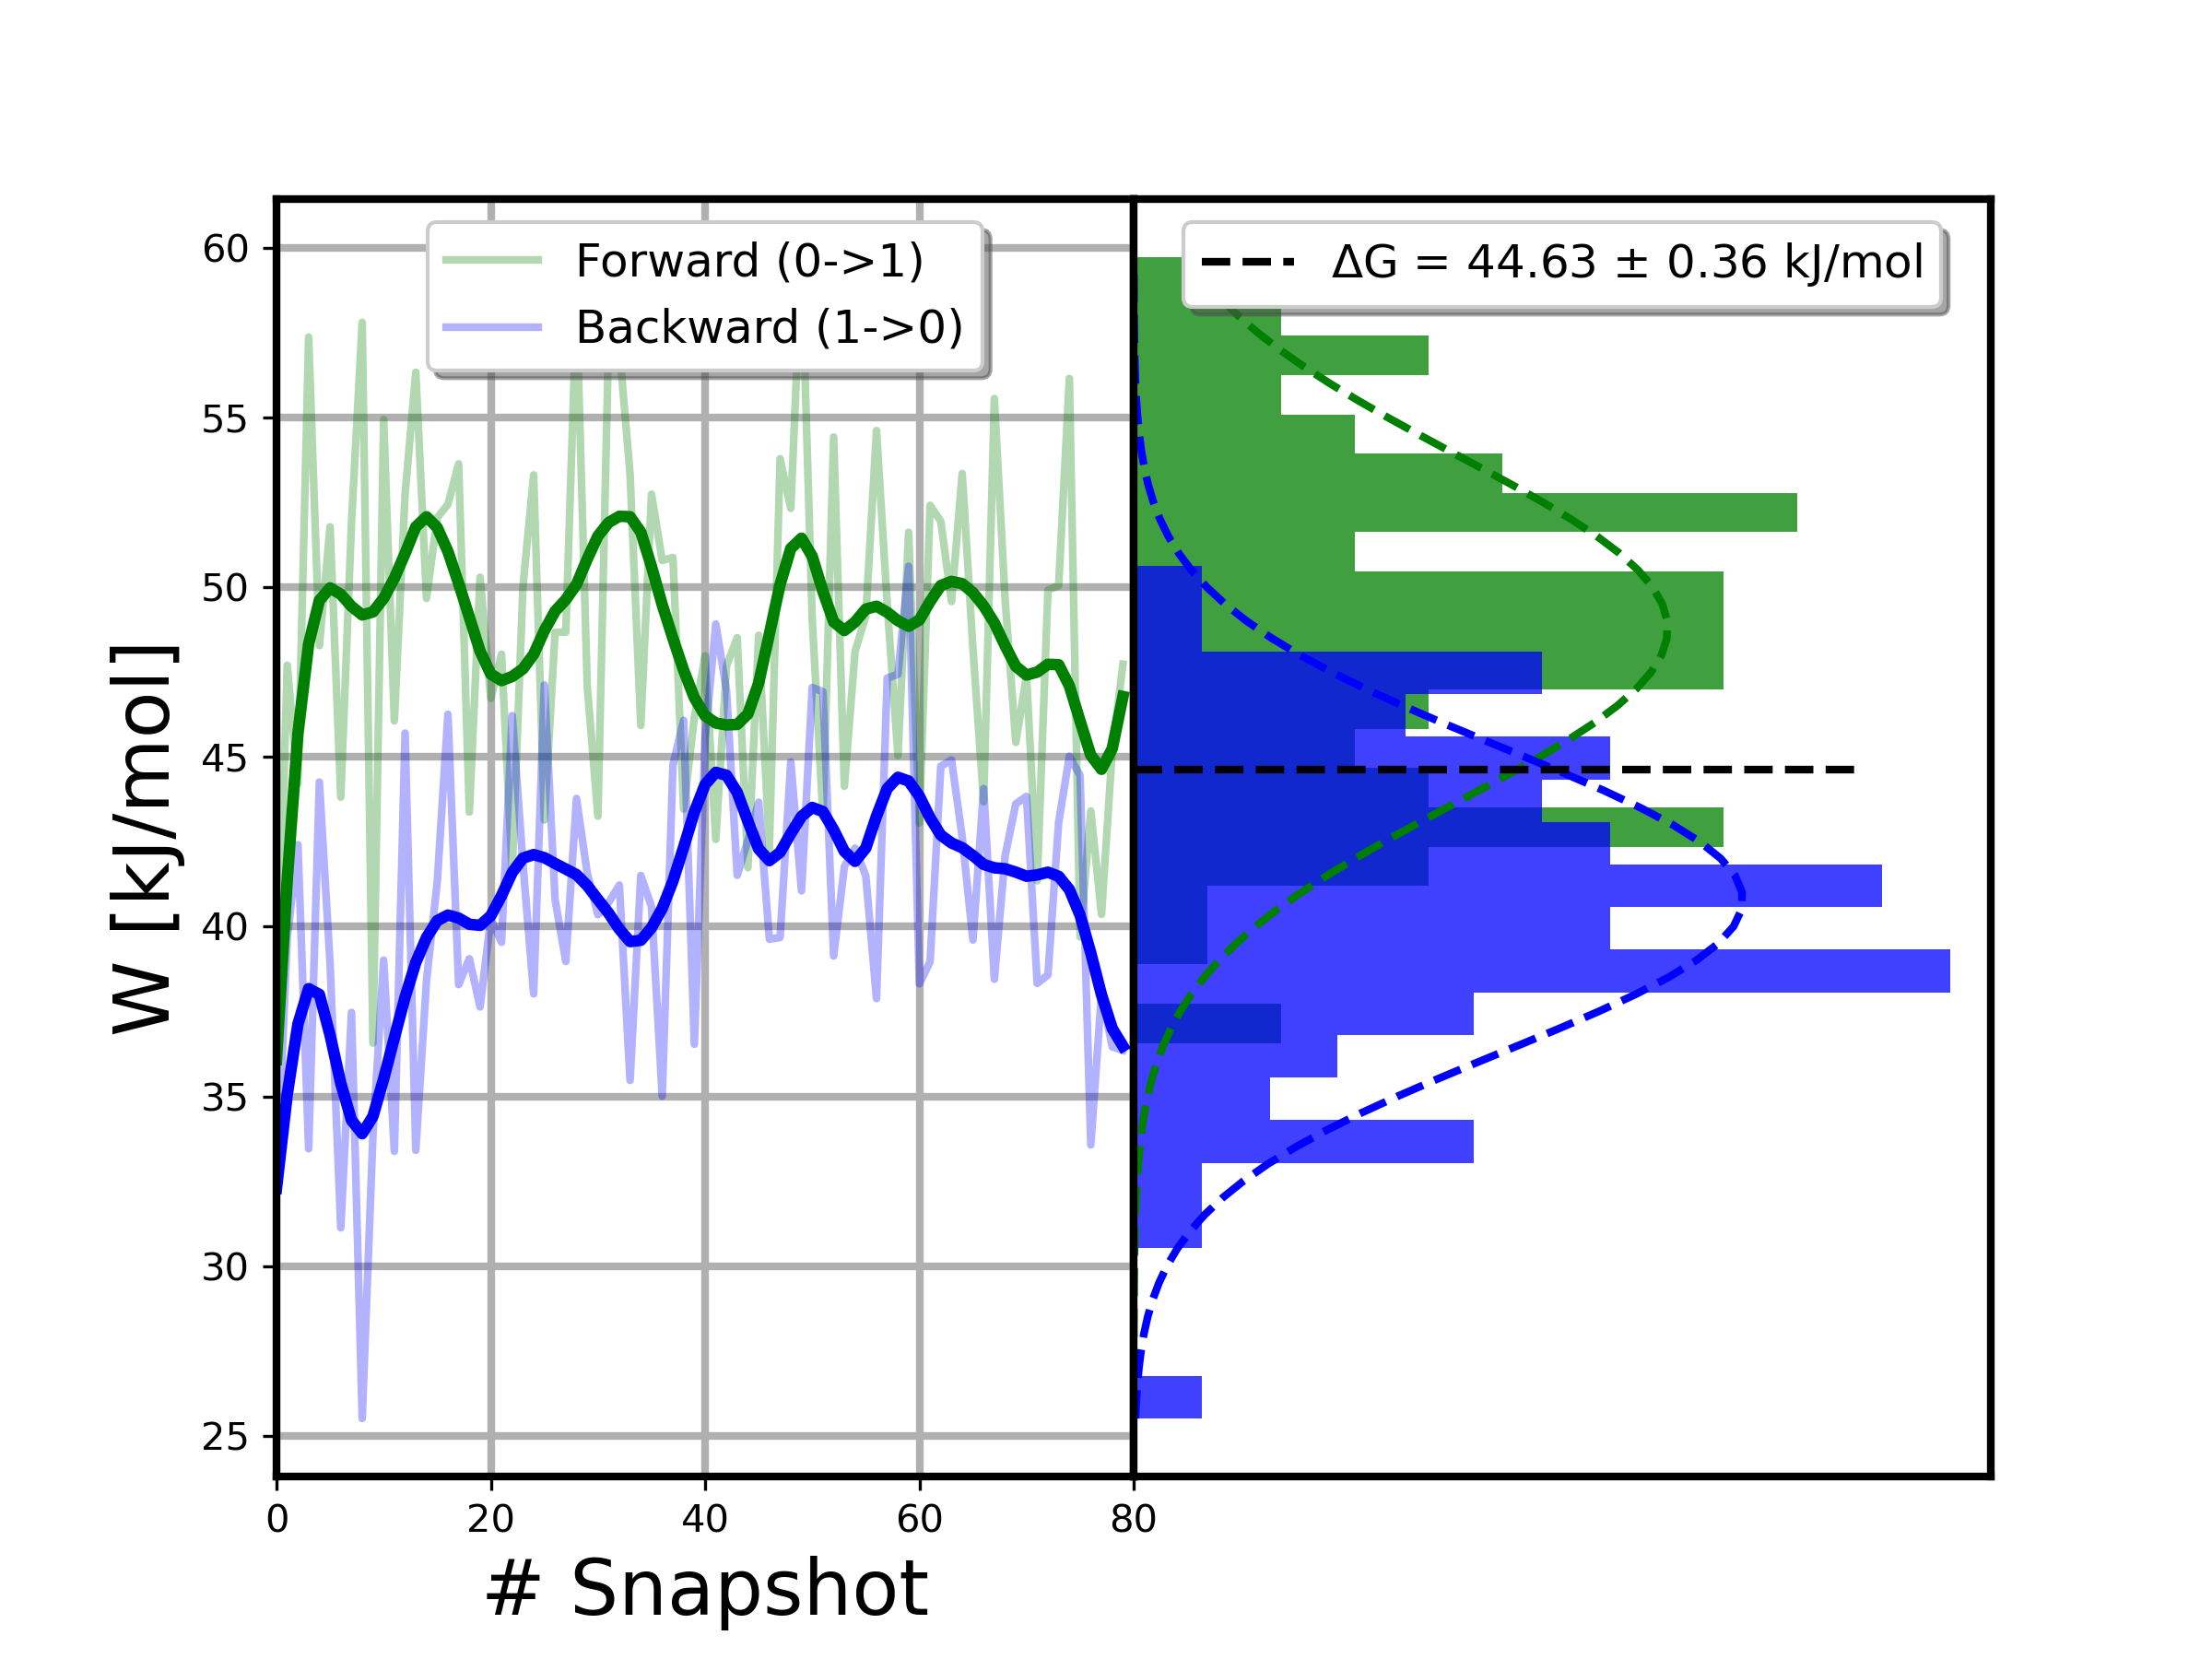 Forward (0->1)
Backward (1->0)
ΔG = 44.63 ± 0.36 kJ/mol
W [kJ/mol]
60
55
50
45
40
35
30
25
0 20 40 60 80
# Snapshot